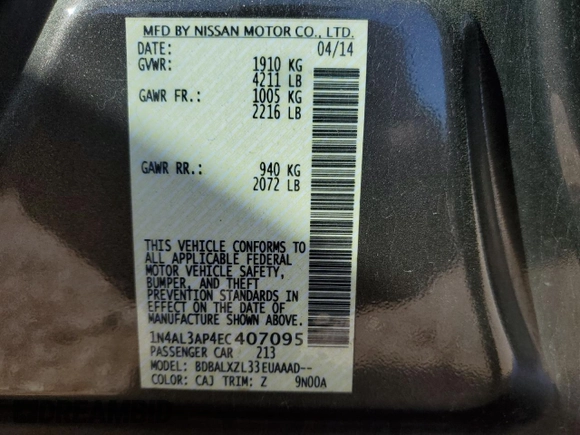 MFD BY NISSAN MOTOR CO., LTD.
DATE: 04/14
GVWR: 1910 KG
4211 LB
GAWR FR.: 1005 KG
2216 LB
GAWR RR.: 940 KG
2072 LB
THIS VEHICLE CONFORMS TO
ALL APPLICABLE FEDERAL
MOTOR VEHICLE SAFETY,
BUMPER, AND THEFT
PREVENTION STANDARDS IN
EFFECT ON THE DATE OF
MANUFACTURE SHOWN ABOVE.
1N4AL3AP4EC407095
PASSENGER CAR 213
MODEL: BDBALXZL33EUAAAD--
COLOR: CAJ TRIM: Z 9N00A